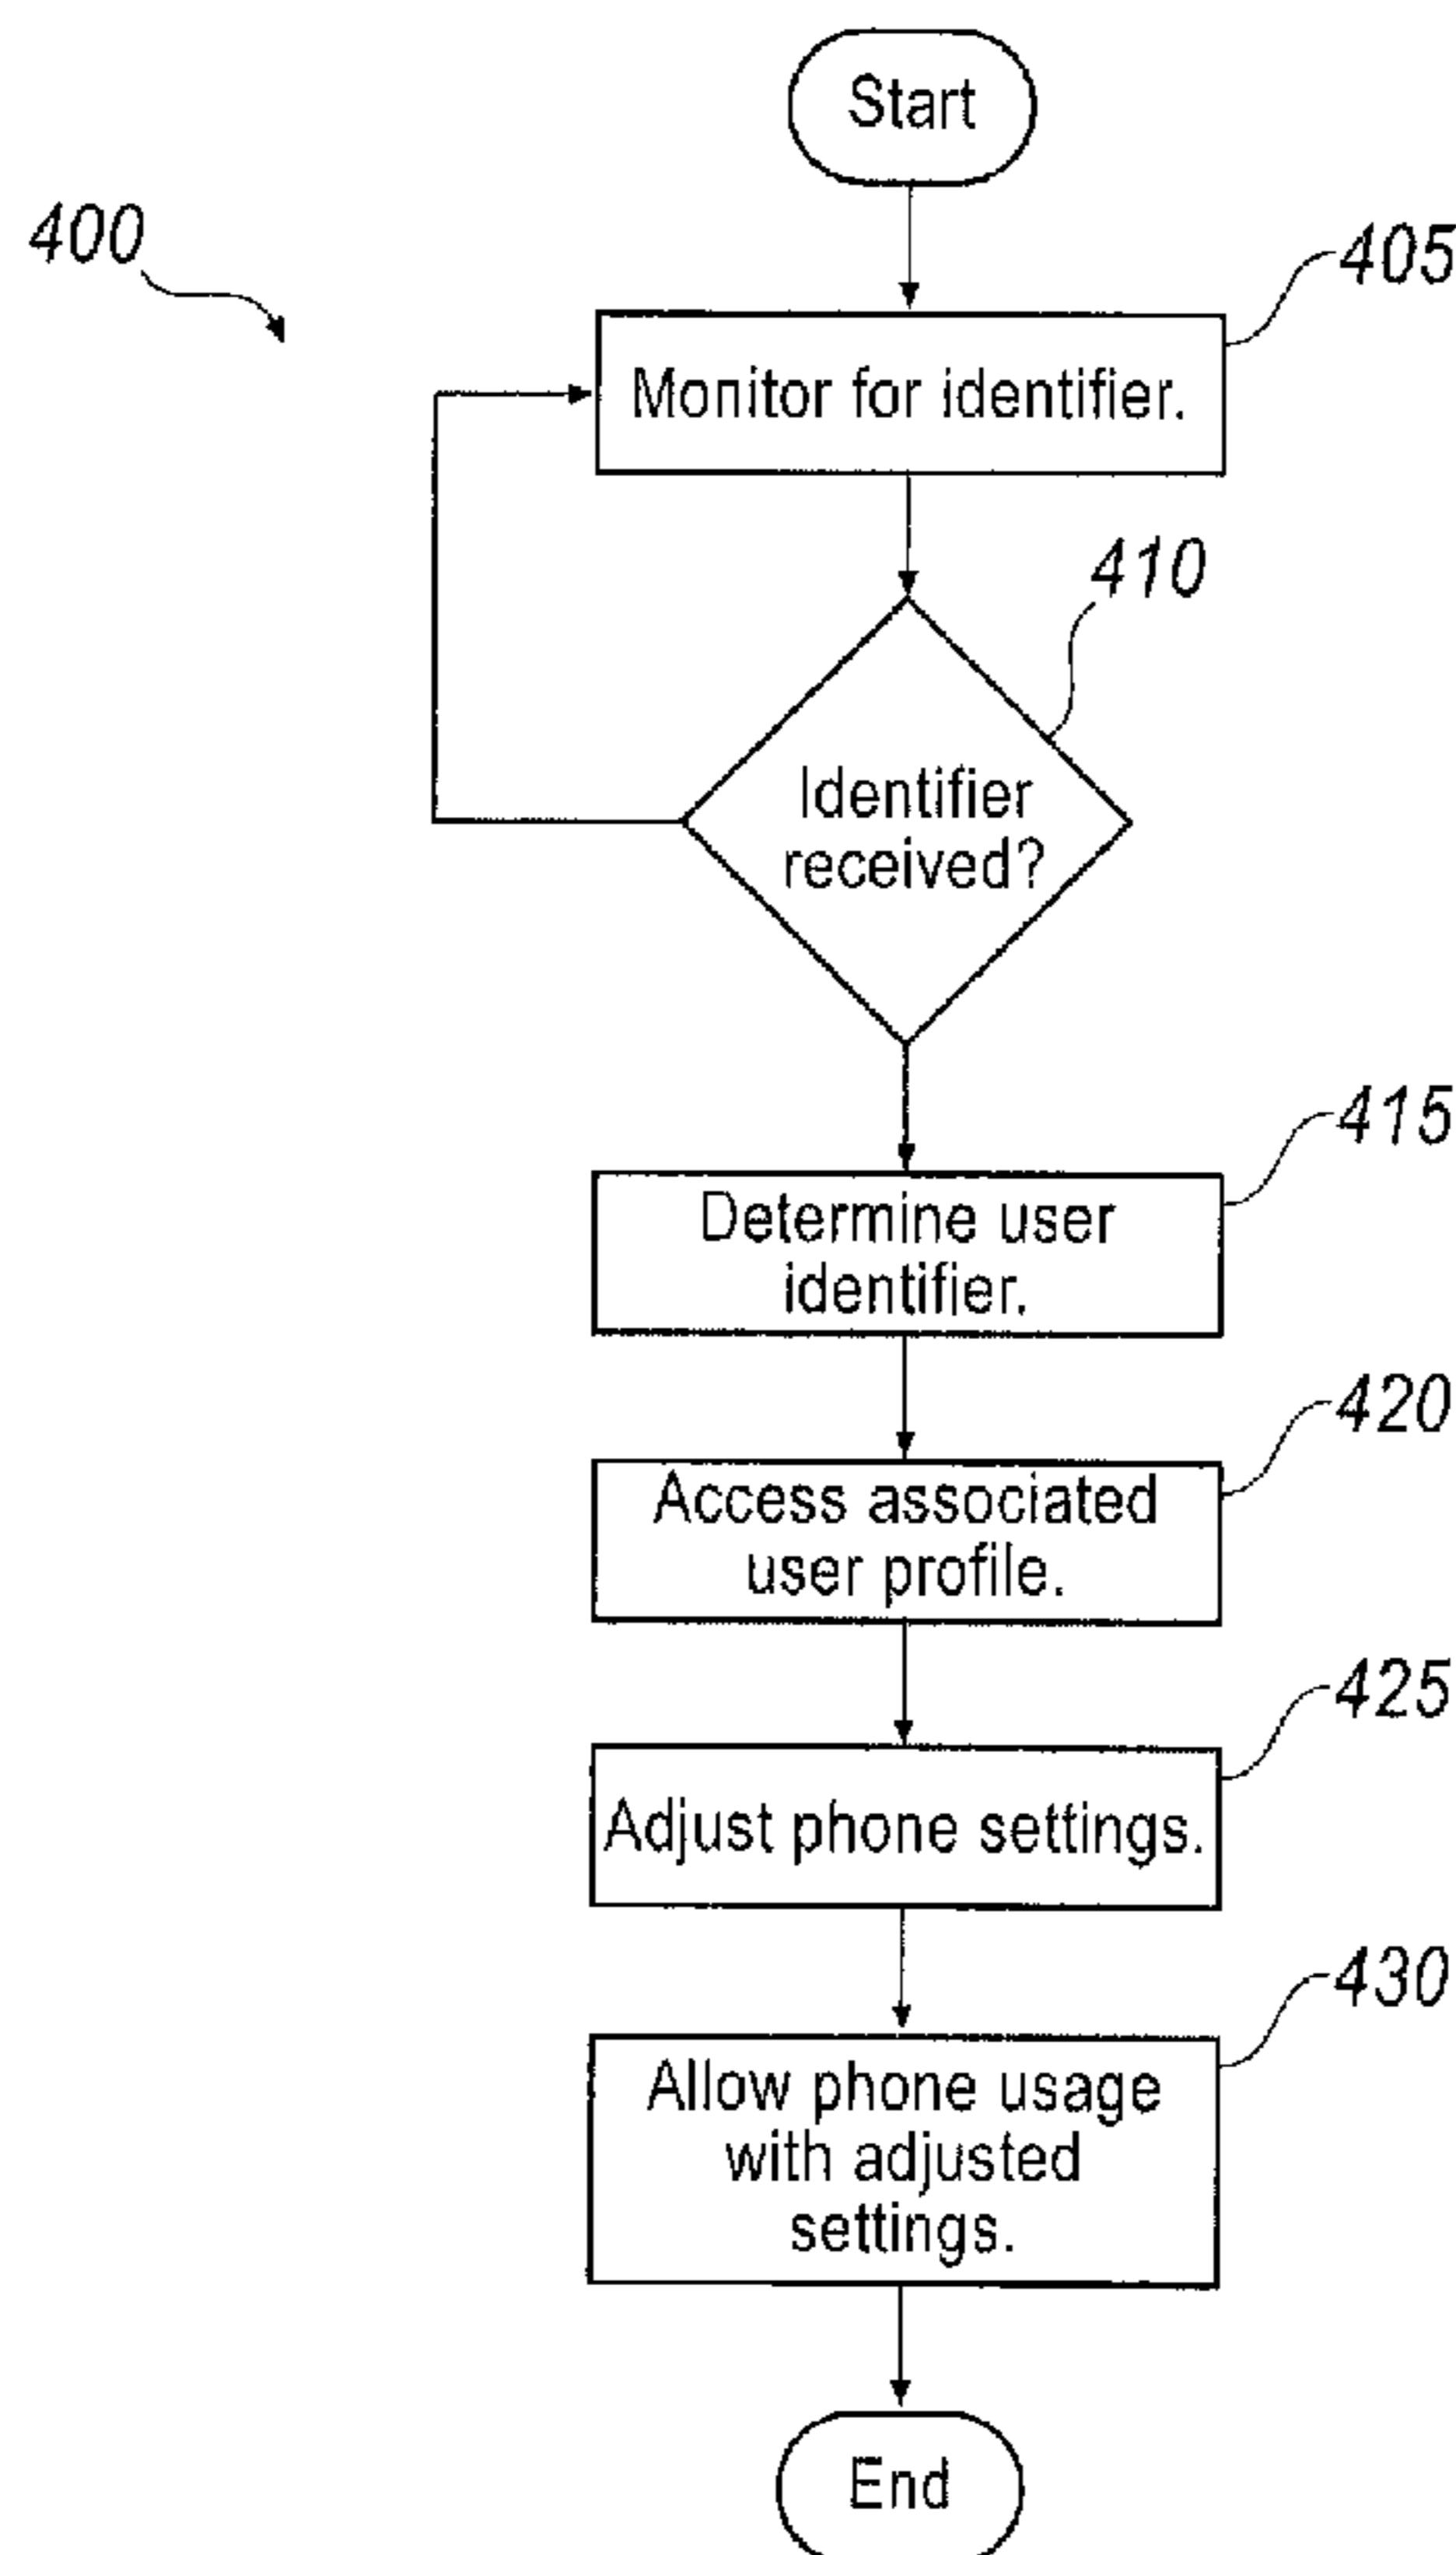 Start
400
405
Monitor for identifier.
410
Identifier
received?
415
Determine user
identifier.
420
Access associated
user profile.
425
Adjust phone settings.
430
Allow phone usage
with adjusted
settings.
End